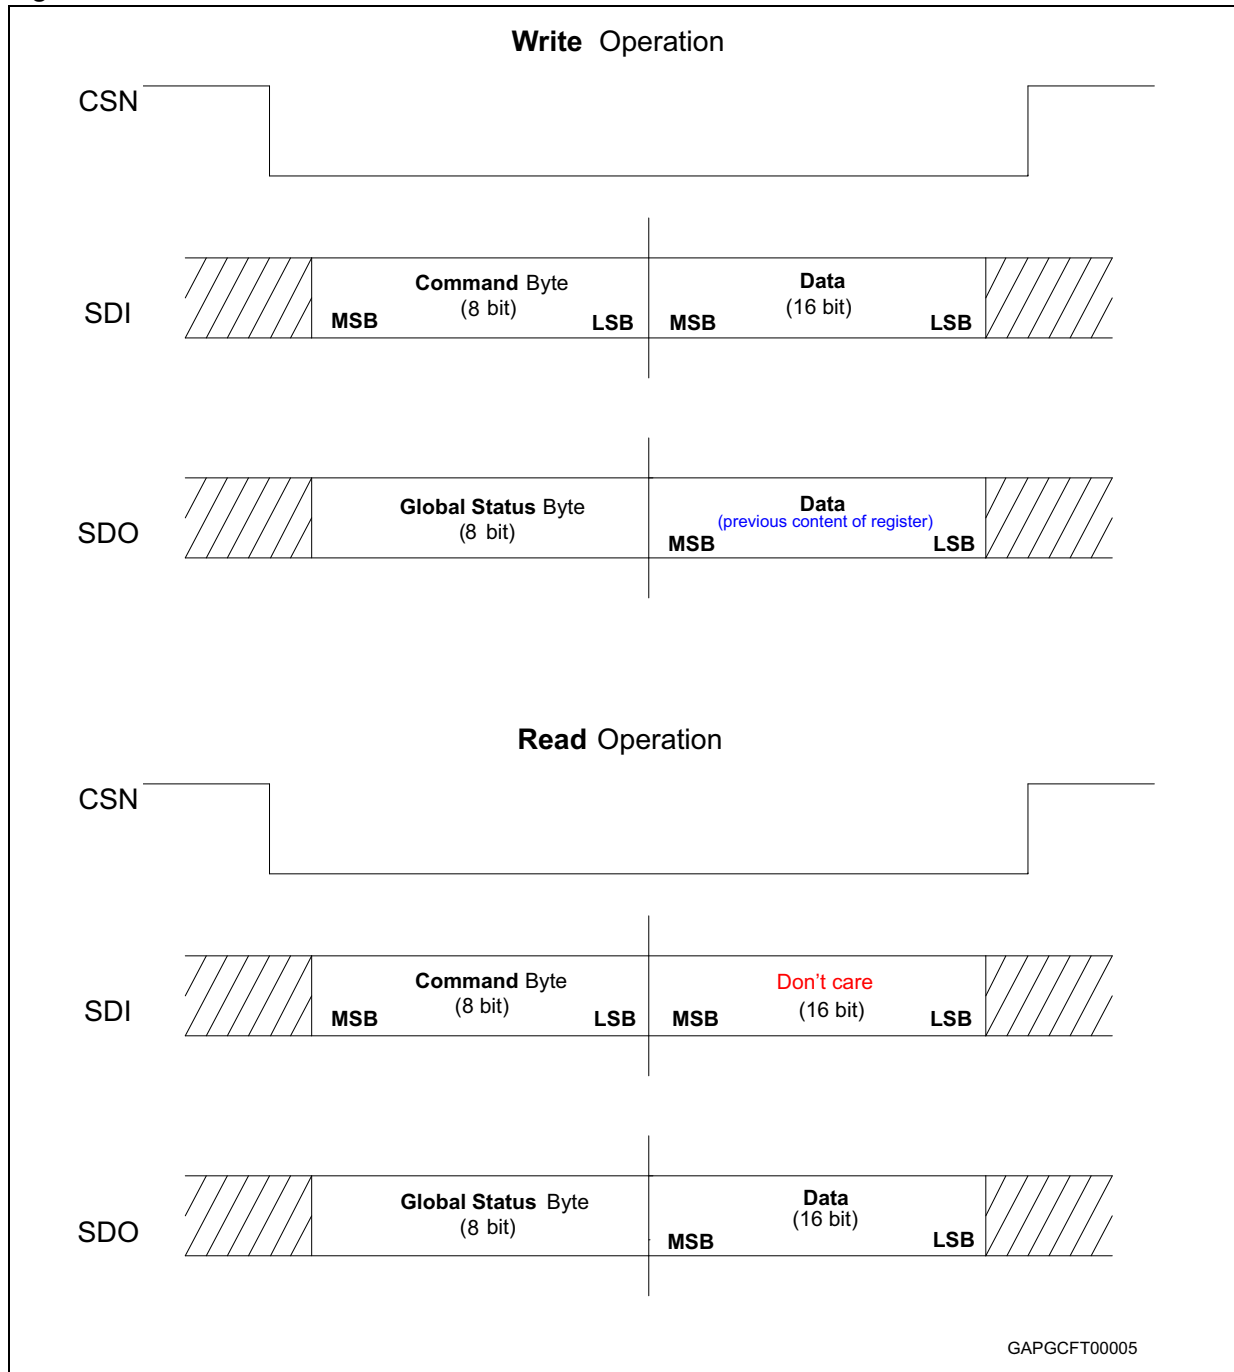 Write Operation
CSN
Command Byte
(8 bit)
MSB LSB
Data
(16 bit)
MSB LSB
SDI
Global Status Byte
(8 bit)
Data
(previous content of register)
MSB LSB
SDO
Read Operation
CSN
Command Byte
(8 bit)
MSB LSB
Don't care
(16 bit)
MSB LSB
SDI
Global Status Byte
(8 bit)
Data
(16 bit)
MSB LSB
SDO
GAPGCFT00005